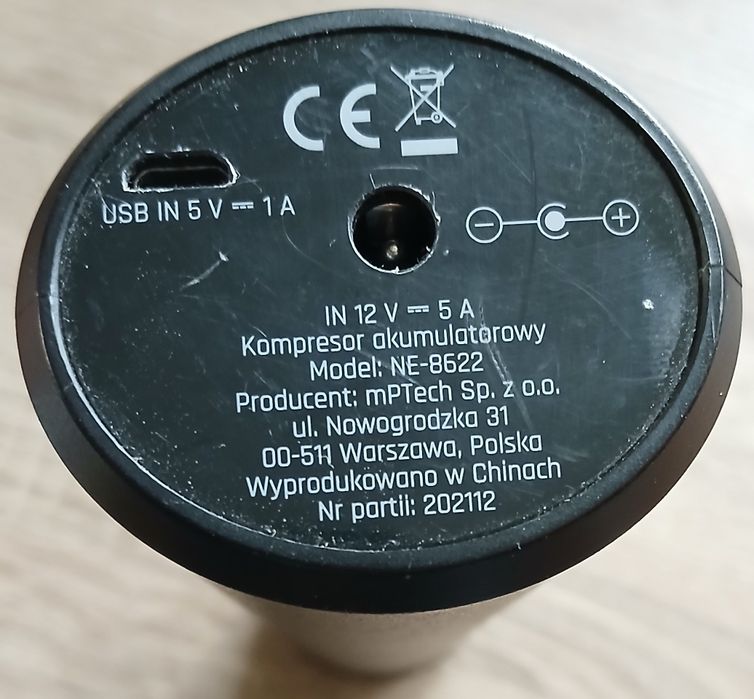 CE
USB IN 5 V ⎓ 1 A
IN 12 V ⎓ 5 A
Kompresor akumulatorowy
Model: NE-8622
Producent: mPTech Sp. z o.o.
ul. Nowogrodzka 31
00-511 Warszawa, Polska
Wyprodukowano w Chinach
Nr partii: 202112